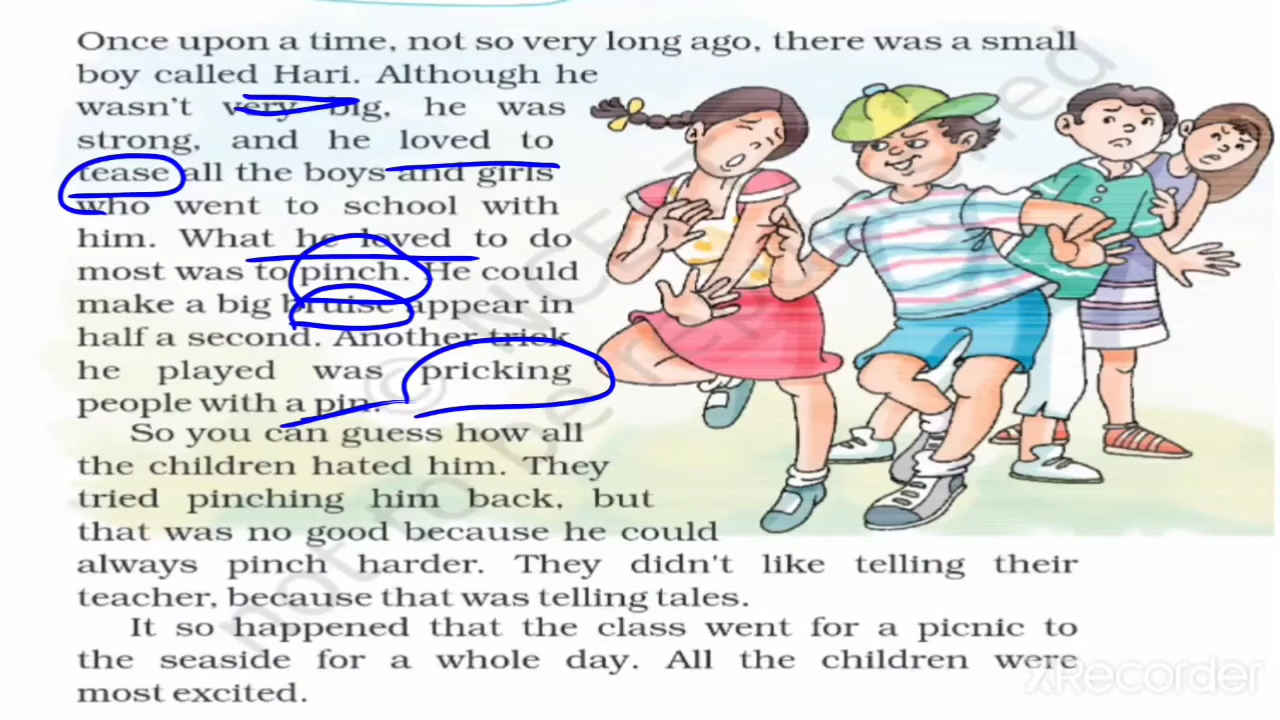 Once upon a time, not so very long ago, there was a small
boy called Hari. Although he
wasn't very big, he was
strong, and he loved to
tease all the boys and girls
who went to school with
him. What he loved to do
most was to pinch. He could
make a big bruise appear in
half a second. Another trick
he played was pricking
people with a pin.
So you can guess how all
the children hated him. They
tried pinching him back, but
that was no good because he could
always pinch harder. They didn't like telling their
teacher, because that was telling tales.
It so happened that the class went for a picnic to
the seaside for a whole day. All the children were
most excited.
© NCERT
not to be republished
XRecorder